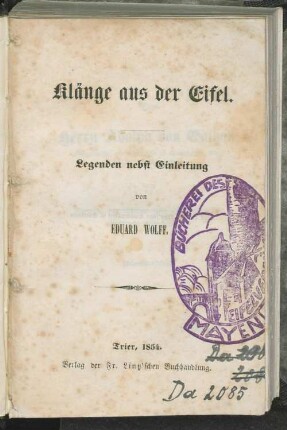 Klänge aus der Eifel.
Legenden nebst Einleitung
von
EDUARD WOLFF.
BÜCHEREI DES
MAYEN
Trier, 1854.
Verlag der Fr. Lintz'schen Buchhandlung.
Da 2085